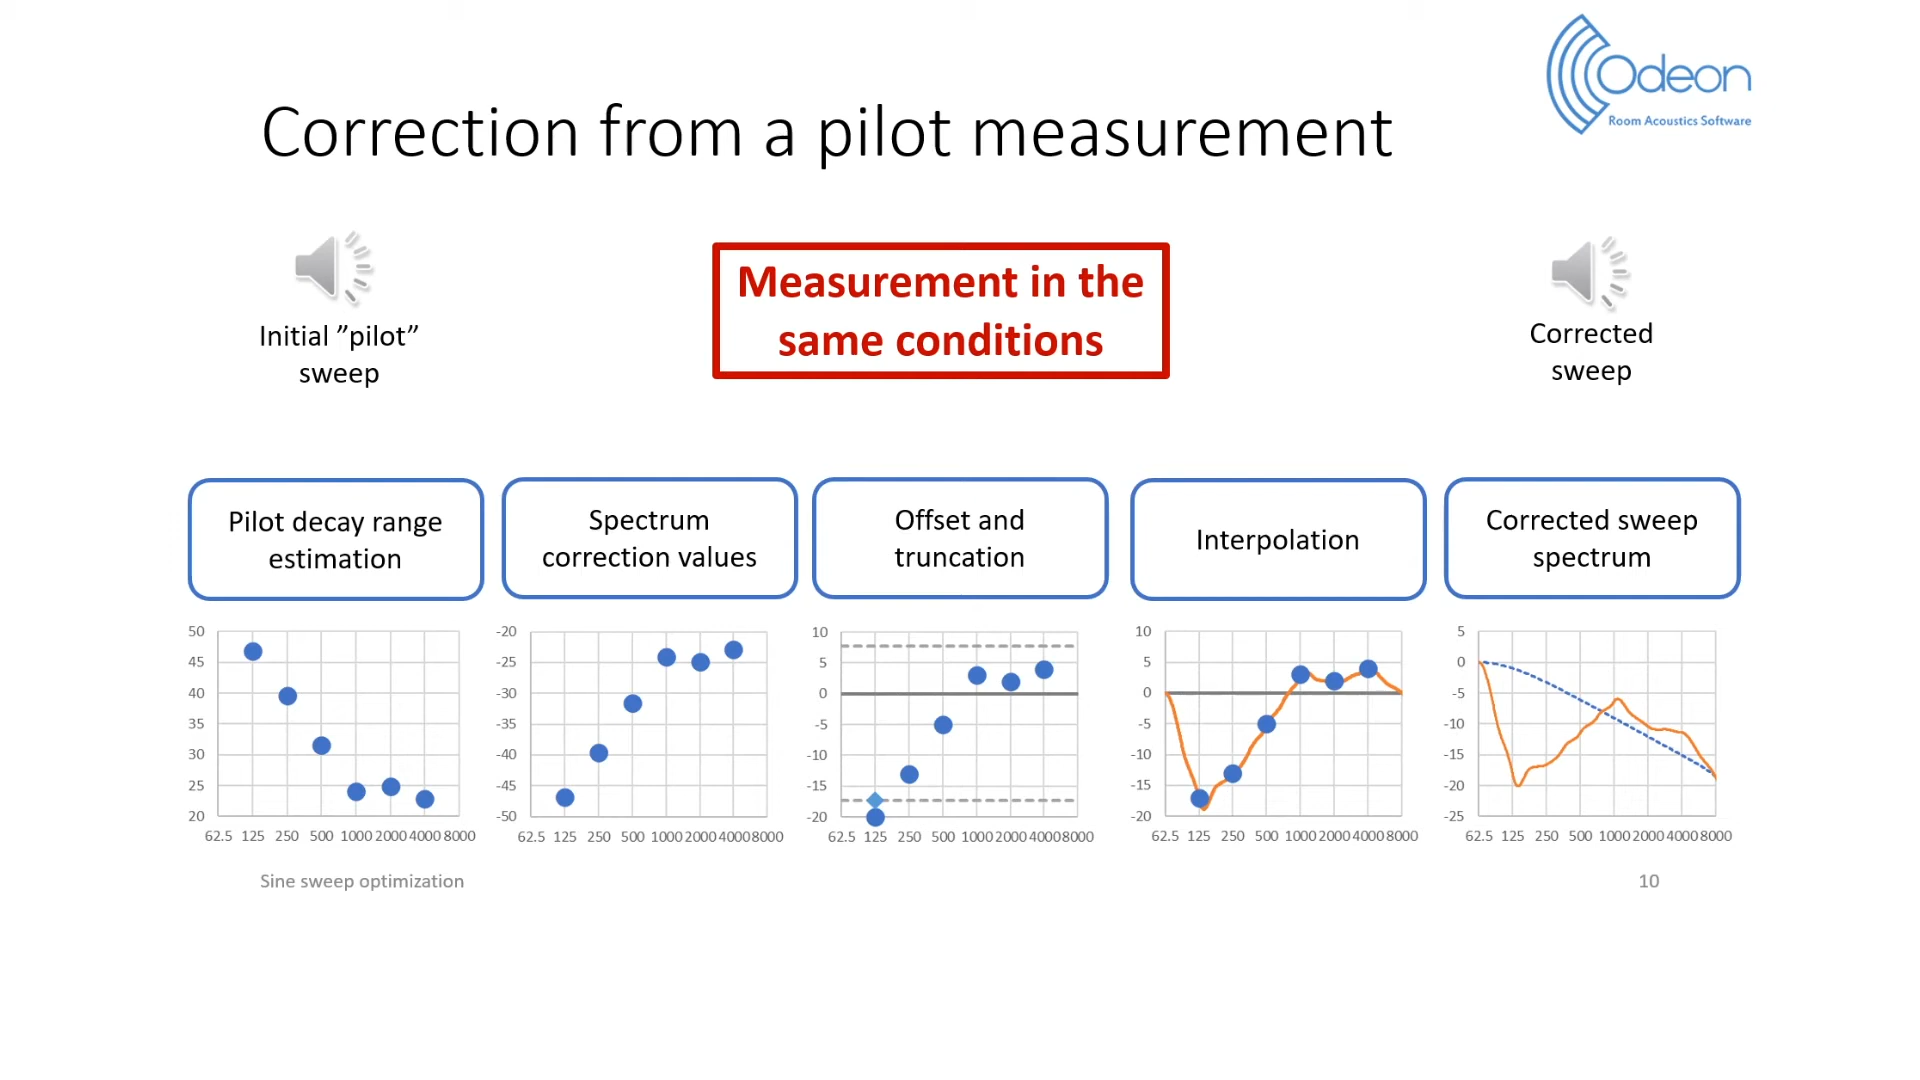 Odeon
Room Acoustics Software
Correction from a pilot measurement
Initial ”pilot”
sweep
Measurement in the
same conditions
Corrected
sweep
Pilot decay range
estimation
Spectrum
correction values
Offset and
truncation
Interpolation
Corrected sweep
spectrum
50
45
40
35
30
25
20
62.5 125 250 500 1000 2000 4000 8000
-20
-25
-30
-35
-40
-45
-50
62.5 125 250 500 1000 2000 4000 8000
10
5
0
-5
-10
-15
-20
62.5 125 250 500 1000 2000 4000 8000
10
5
0
-5
-10
-15
-20
62.5 125 250 500 1000 2000 4000 8000
5
0
-5
-10
-15
-20
-25
62.5 125 250 500 1000 2000 4000 8000
Sine sweep optimization
10